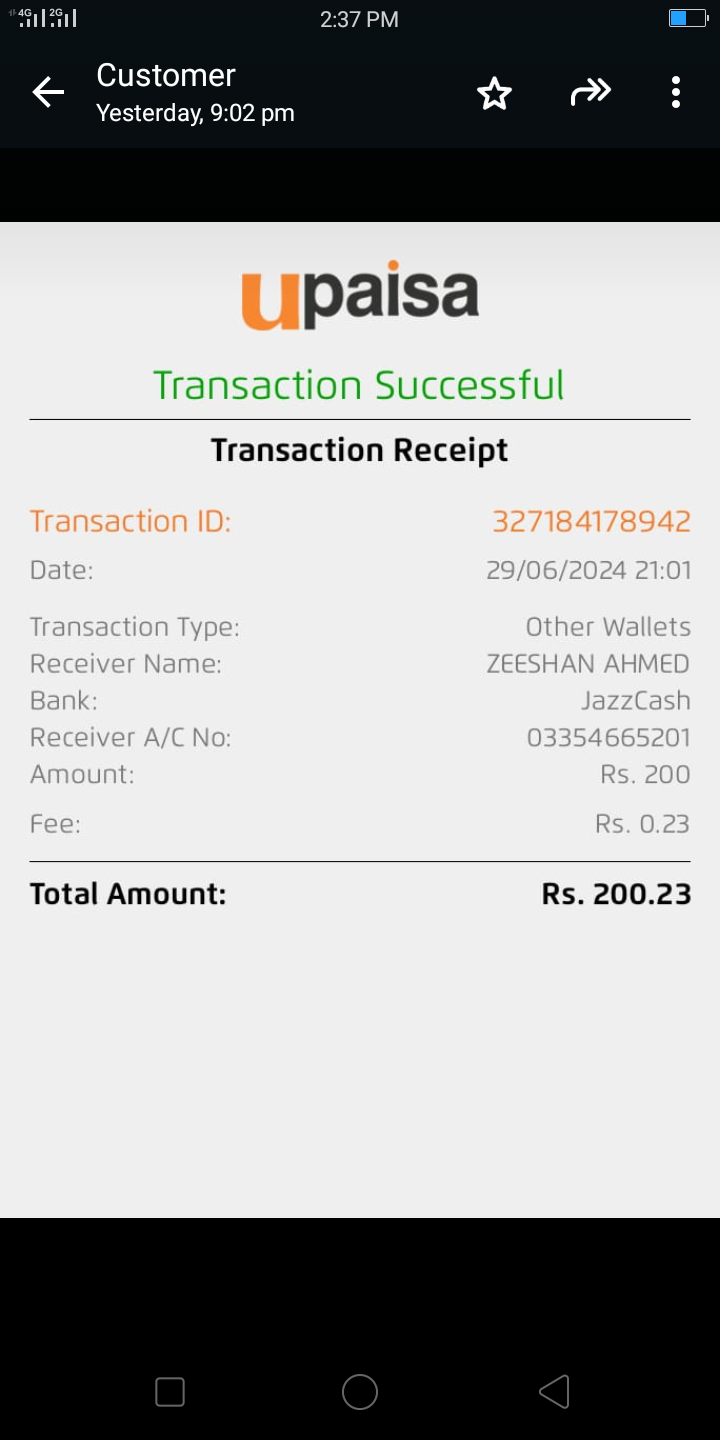 4G 2G 2:37 PM
Customer
Yesterday, 9:02 pm
upaisa
Transaction Successful
Transaction Receipt
Transaction ID: 327184178942
Date: 29/06/2024 21:01
Transaction Type: Other Wallets
Receiver Name: ZEESHAN AHMED
Bank: JazzCash
Receiver A/C No: 03354665201
Amount: Rs. 200
Fee: Rs. 0.23
Total Amount: Rs. 200.23